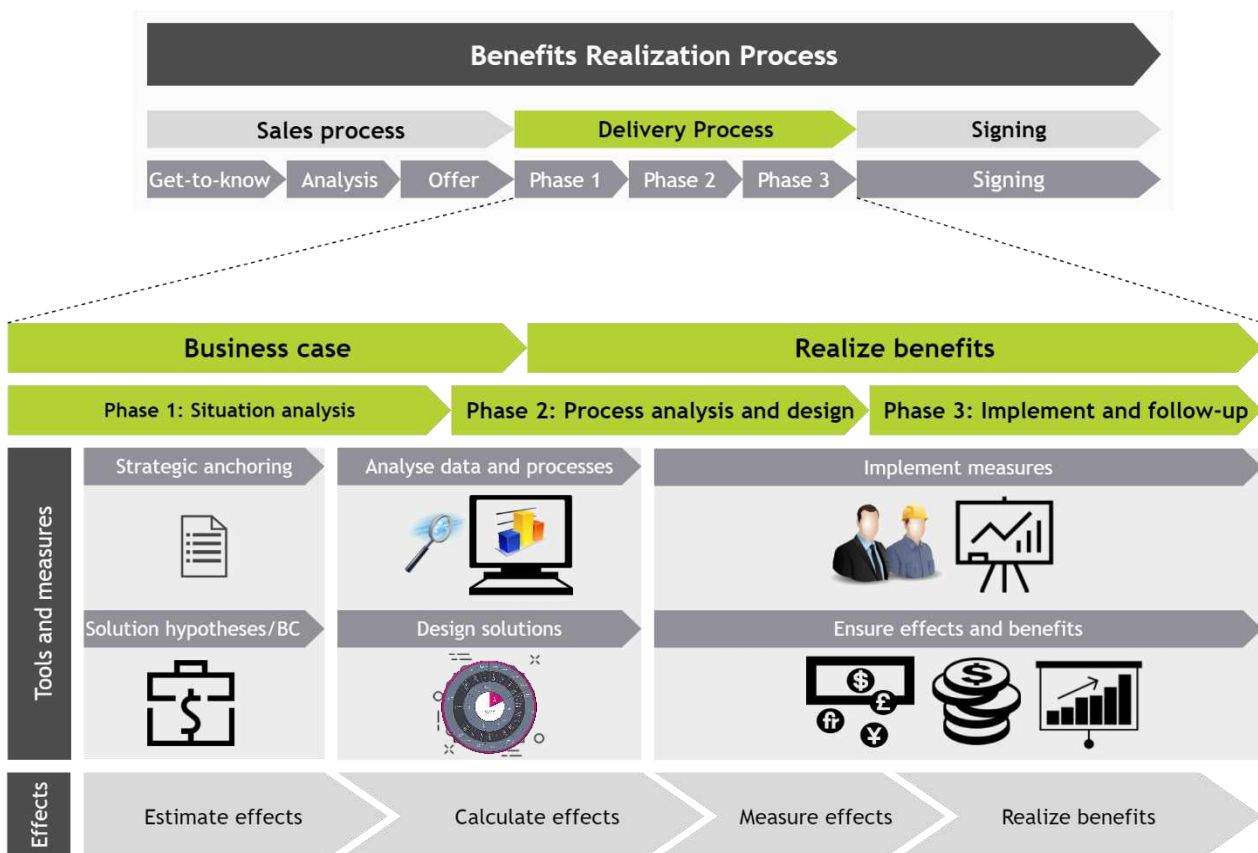 Benefits Realization Process
Sales process
Delivery Process
Signing
Get-to-know
Analysis
Offer
Phase 1
Phase 2
Phase 3
Signing
Business case
Realize benefits
Phase 1: Situation analysis
Phase 2: Process analysis and design
Phase 3: Implement and follow-up
Tools and measures
Strategic anchoring
Analyse data and processes
Implement measures
$
Solution hypotheses/BC
Design solutions
Ensure effects and benefits
$
£
fr
¥
$
Effects
Estimate effects
Calculate effects
Measure effects
Realize benefits